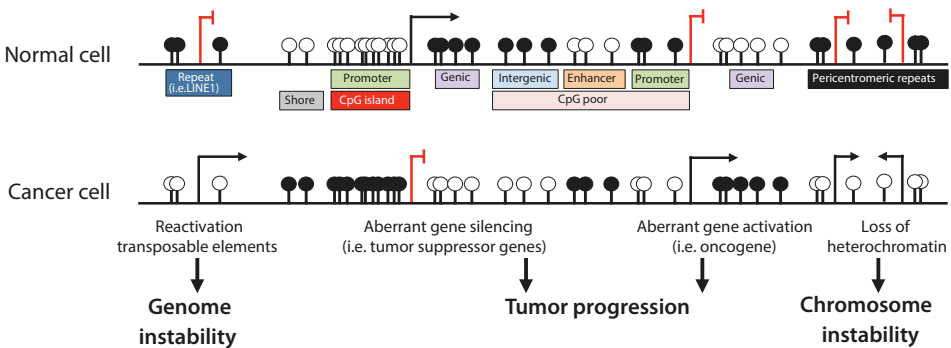 Normal cell
Repeat
(i.e.LINE1)
Promoter
Genic
Intergenic
Enhancer
Promoter
Genic
Pericentromeric repeats
Shore
CpG island
CpG poor
Cancer cell
Reactivation
transposable elements
Aberrant gene silencing
(i.e. tumor suppressor genes)
Aberrant gene activation
(i.e. oncogene)
Loss of
heterochromatin
Genome
instability
Tumor progression
Chromosome
instability